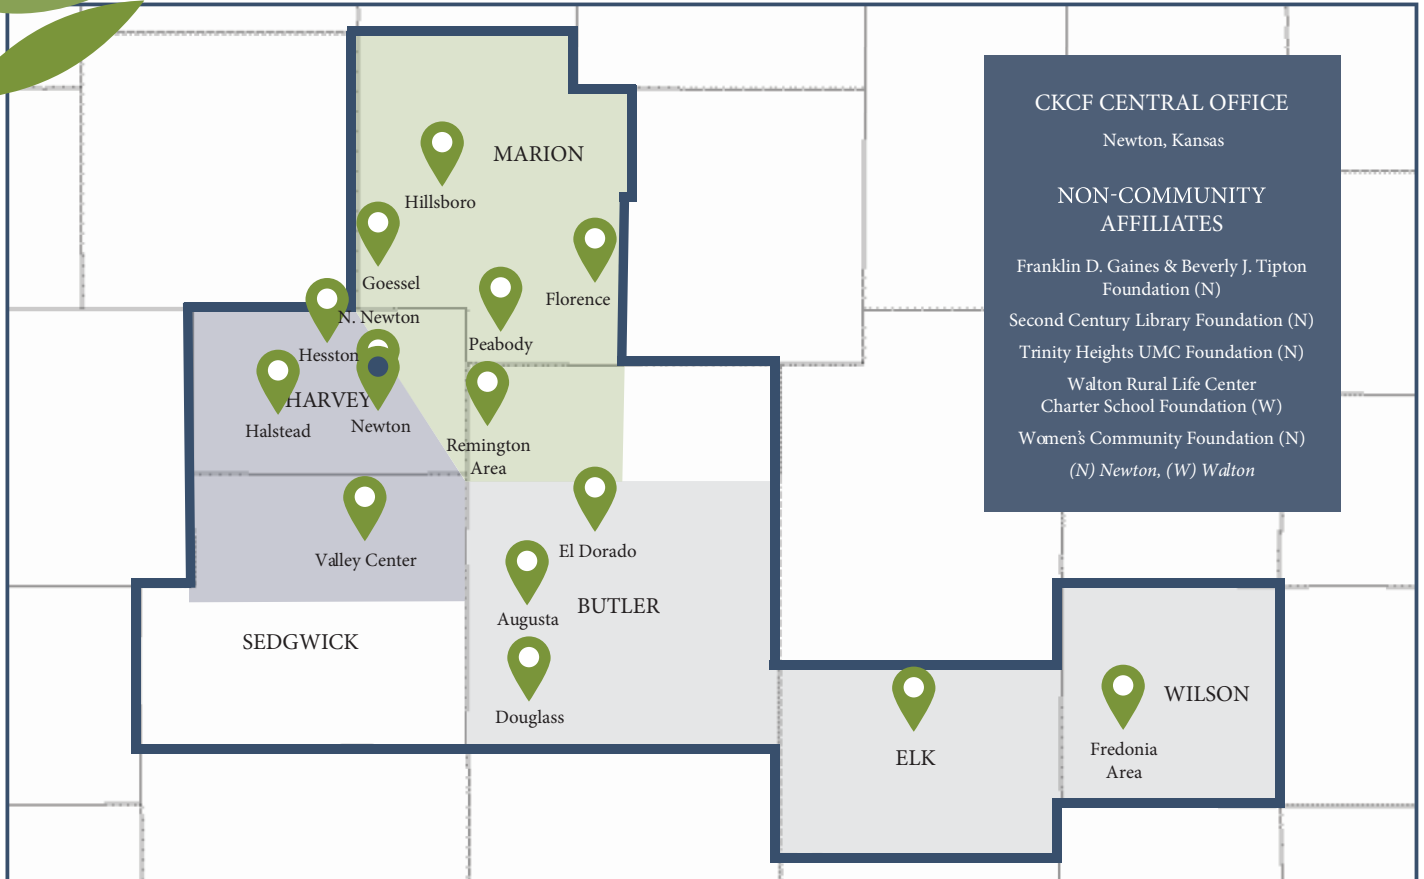 MARION
Hillsboro
Goessel
Florence
N. Newton
Peabody
Hesston
HARVEY
Newton
Halstead
Remington
Area
Valley Center
El Dorado
Augusta
BUTLER
SEDGWICK
Douglass
ELK
WILSON
Fredonia
Area
CKCF CENTRAL OFFICE
Newton, Kansas
NON-COMMUNITY
AFFILIATES
Franklin D. Gaines & Beverly J. Tipton
Foundation (N)
Second Century Library Foundation (N)
Trinity Heights UMC Foundation (N)
Walton Rural Life Center
Charter School Foundation (W)
Women's Community Foundation (N)
(N) Newton, (W) Walton